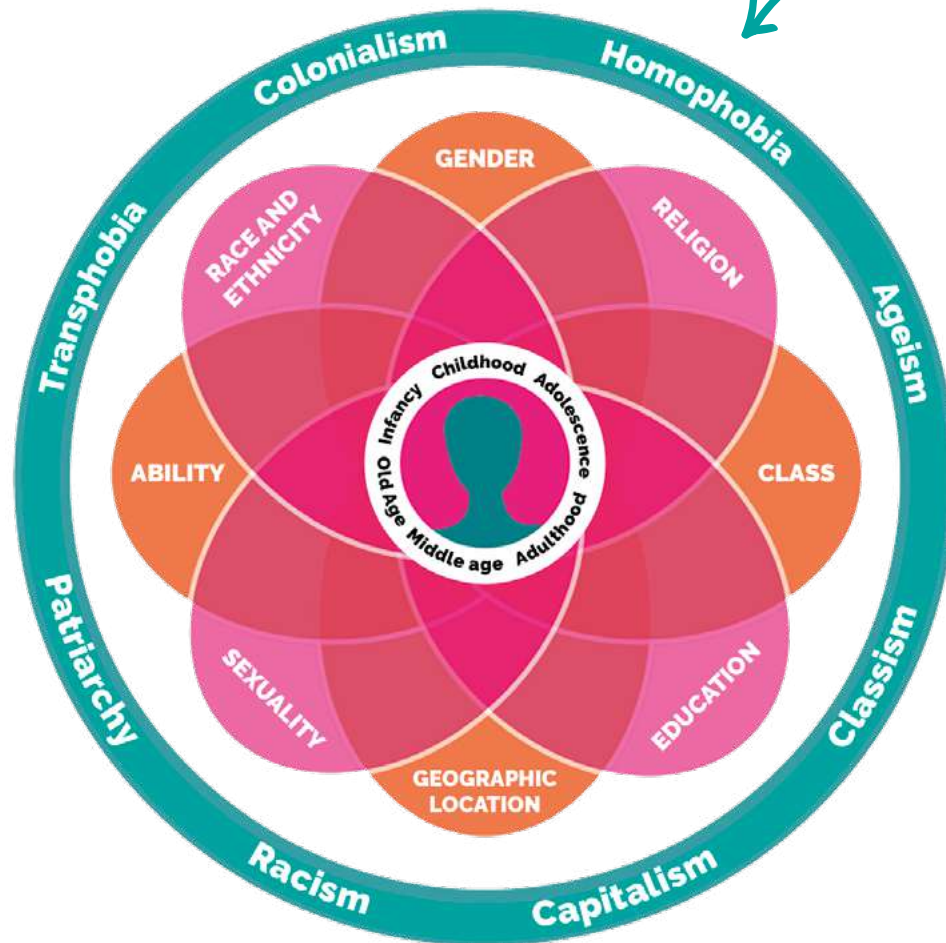 Colonialism
Homophobia
Ageism
Classism
Capitalism
Racism
Patriarchy
Transphobia
GENDER
RELIGION
CLASS
EDUCATION
GEOGRAPHIC
LOCATION
SEXUALITY
ABILITY
RACE AND
ETHNICITY
Infancy
Childhood
Adolescence
Adulthood
Middle age
Old Age